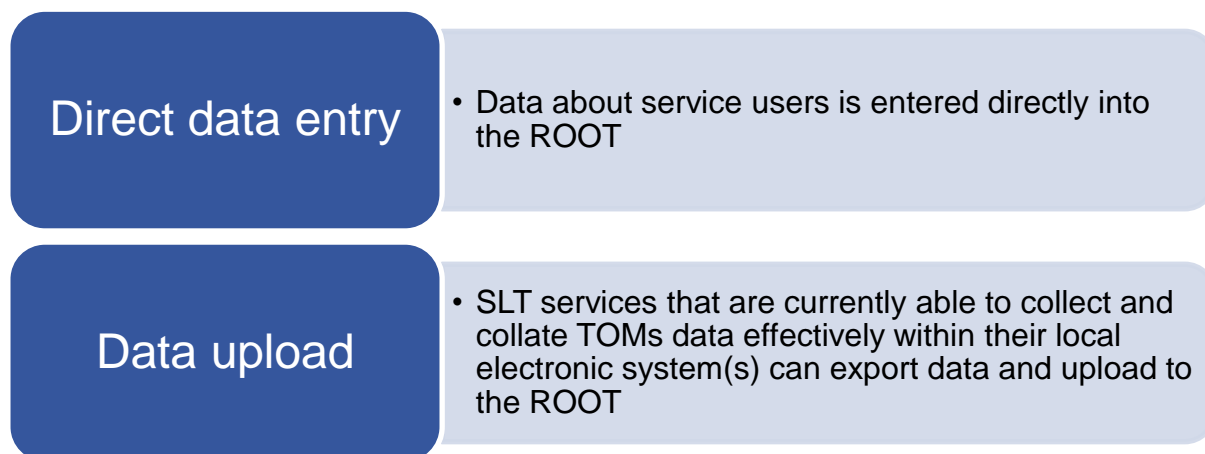 Direct data entry
• Data about service users is entered directly into
the ROOT
Data upload
• SLT services that are currently able to collect and
collate TOMs data effectively within their local
electronic system(s) can export data and upload to
the ROOT